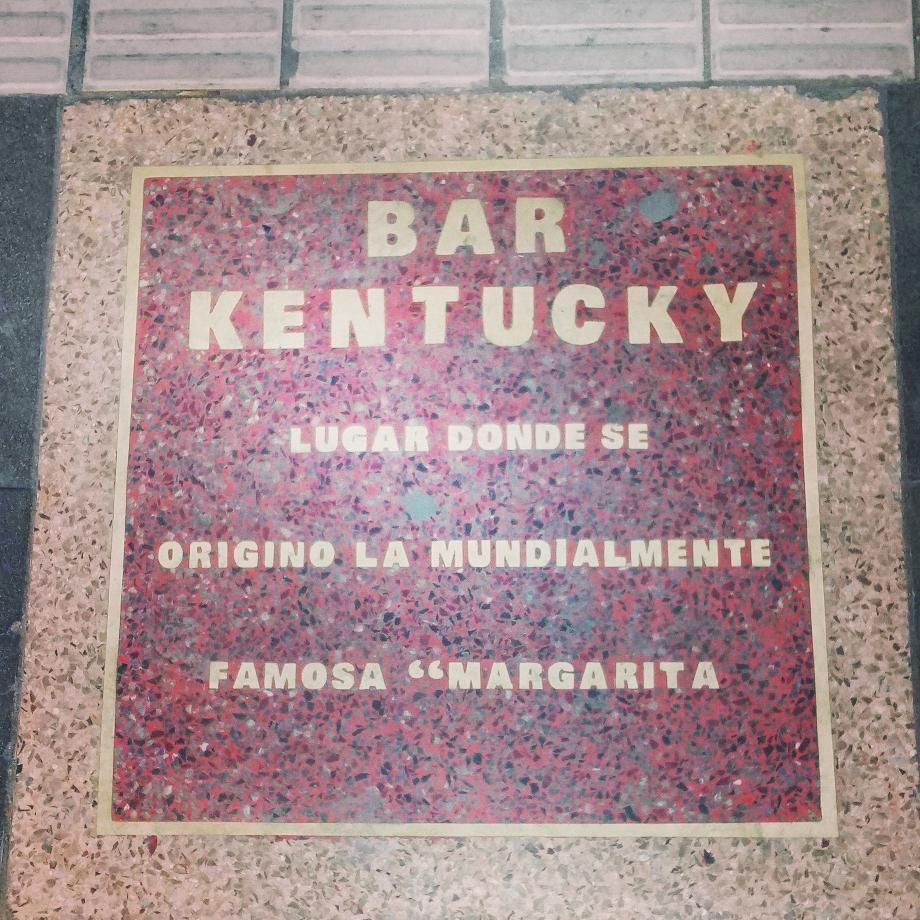 BAR
KENTUCKY
LUGAR DONDE SE
ORIGINO LA MUNDIALMENTE
FAMOSA “MARGARITA